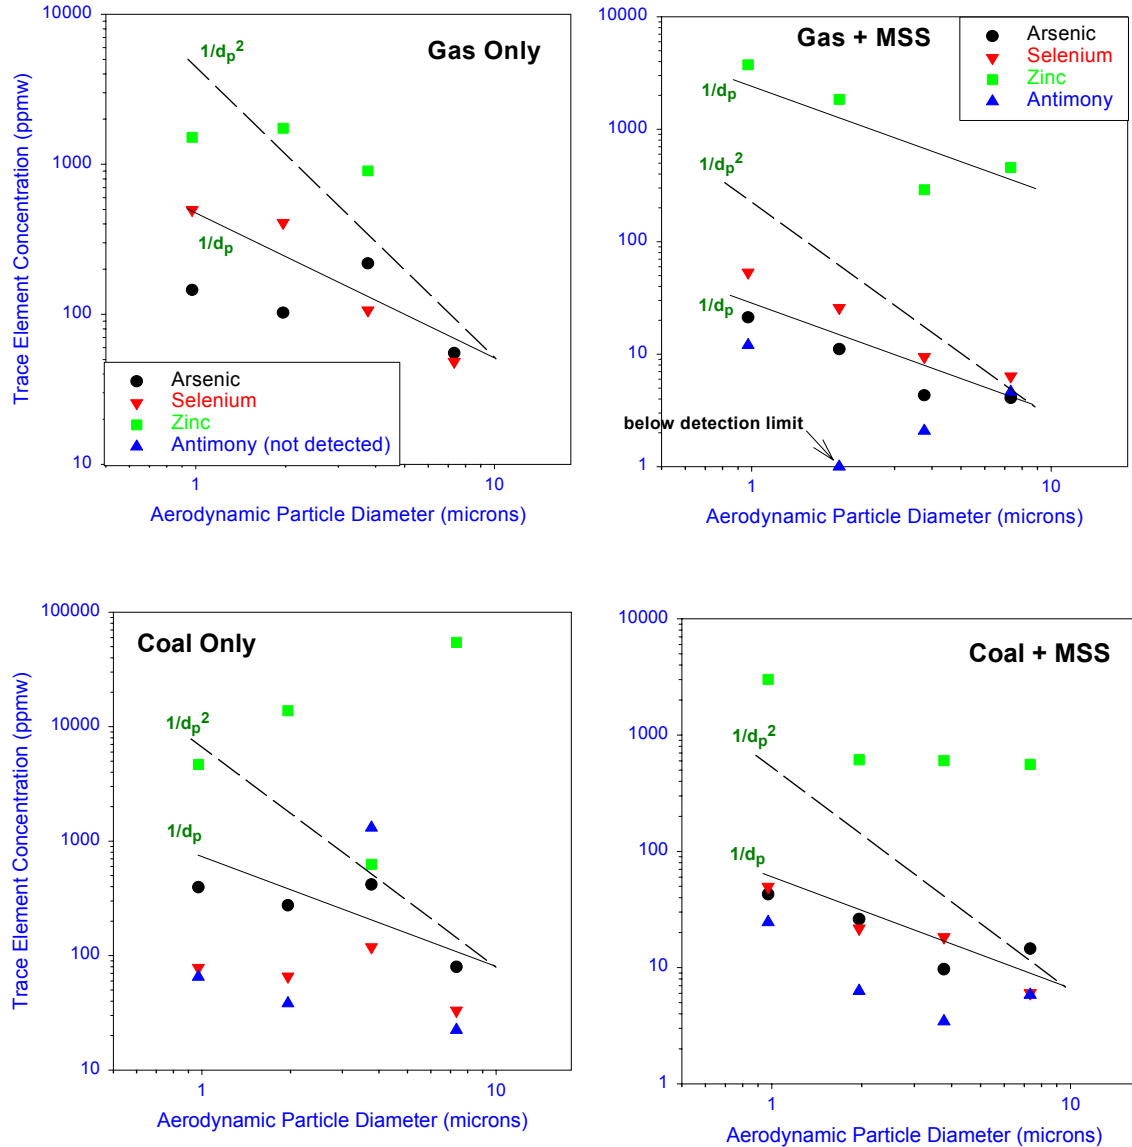 Gas Only
10000
1000
100
10
1/dp2
1/dp
Arsenic
Selenium
Zinc
Antimony (not detected)
1
10
Aerodynamic Particle Diameter (microns)
Trace Element Concentration (ppmw)
Gas + MSS
10000
1000
100
10
1
Arsenic
Selenium
Zinc
Antimony
1/dp
1/dp2
1/dp
below detection limit
1
10
Aerodynamic Particle Diameter (microns)
Coal Only
100000
10000
1000
100
10
1/dp2
1/dp
1
10
Aerodynamic Particle Diameter (microns)
Trace Element Concentration (ppmw)
Coal + MSS
10000
1000
100
10
1
1/dp2
1/dp
1
10
Aerodynamic Particle Diameter (microns)